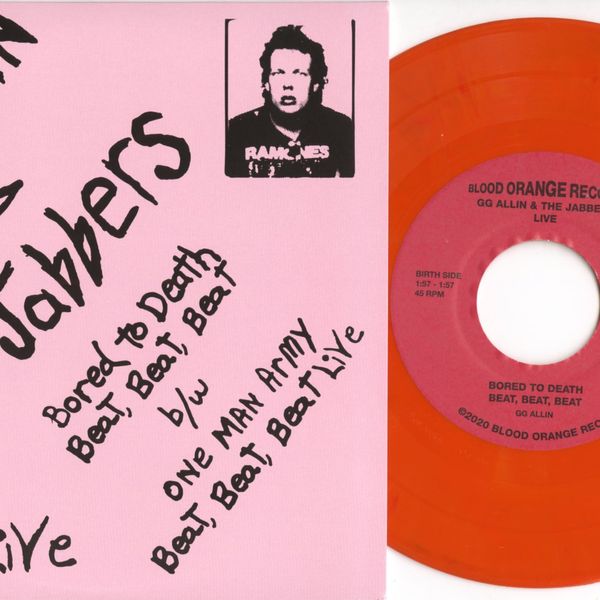 Jabbers
RAMONES
Bored to Death
Beat, Beat, Beat
b/w
ONE MAN ARMY
Beat, Beat, Beat Live
Live
BLOOD ORANGE RECO
GG ALLIN & THE JABBE
LIVE
BIRTH SIDE
1:57 - 1:57
45 RPM
BORED TO DEATH
BEAT, BEAT, BEAT
GG ALLIN
©2020 BLOOD ORANGE RECO